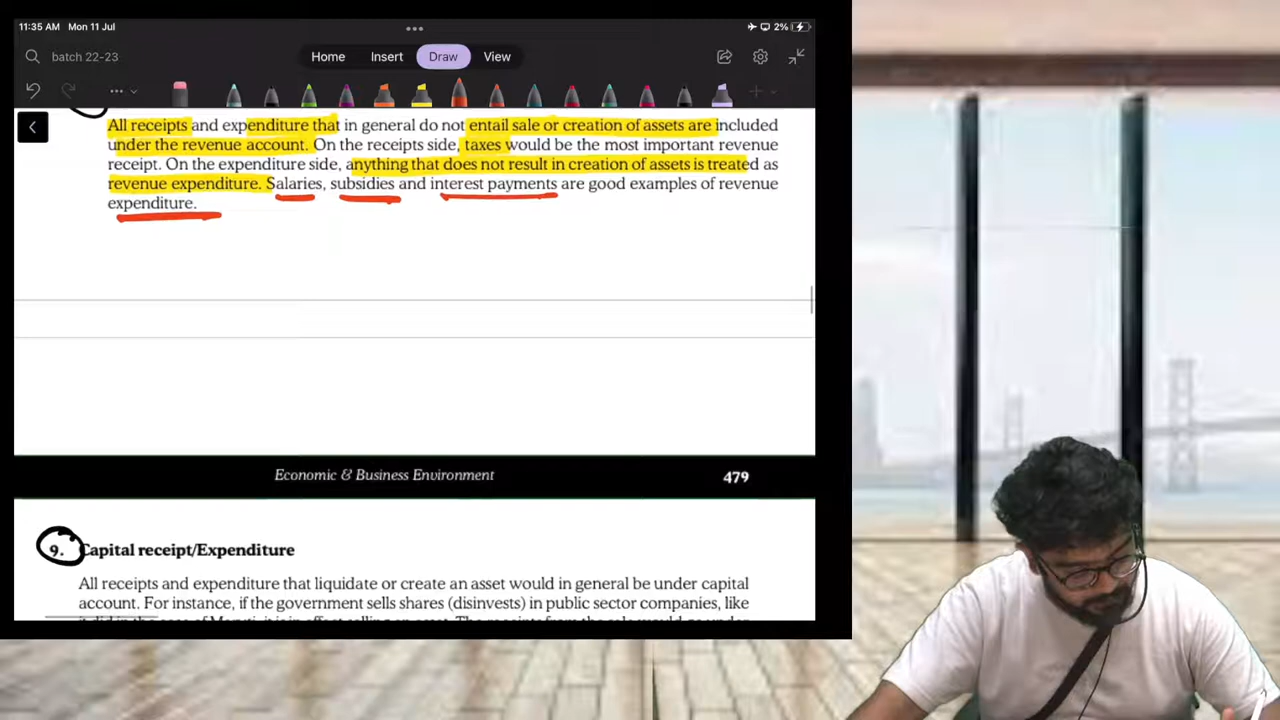 11:35 AM Mon 11 Jul
2%
batch 22-23
Home Insert Draw View
All receipts and expenditure that in general do not entail sale or creation of assets are included
under the revenue account. On the receipts side, taxes would be the most important revenue
receipt. On the expenditure side, anything that does not result in creation of assets is treated as
revenue expenditure. Salaries, subsidies and interest payments are good examples of revenue
expenditure.
Economic & Business Environment 479
9. Capital receipt/Expenditure
All receipts and expenditure that liquidate or create an asset would in general be under capital
account. For instance, if the government sells shares (disinvests) in public sector companies, like